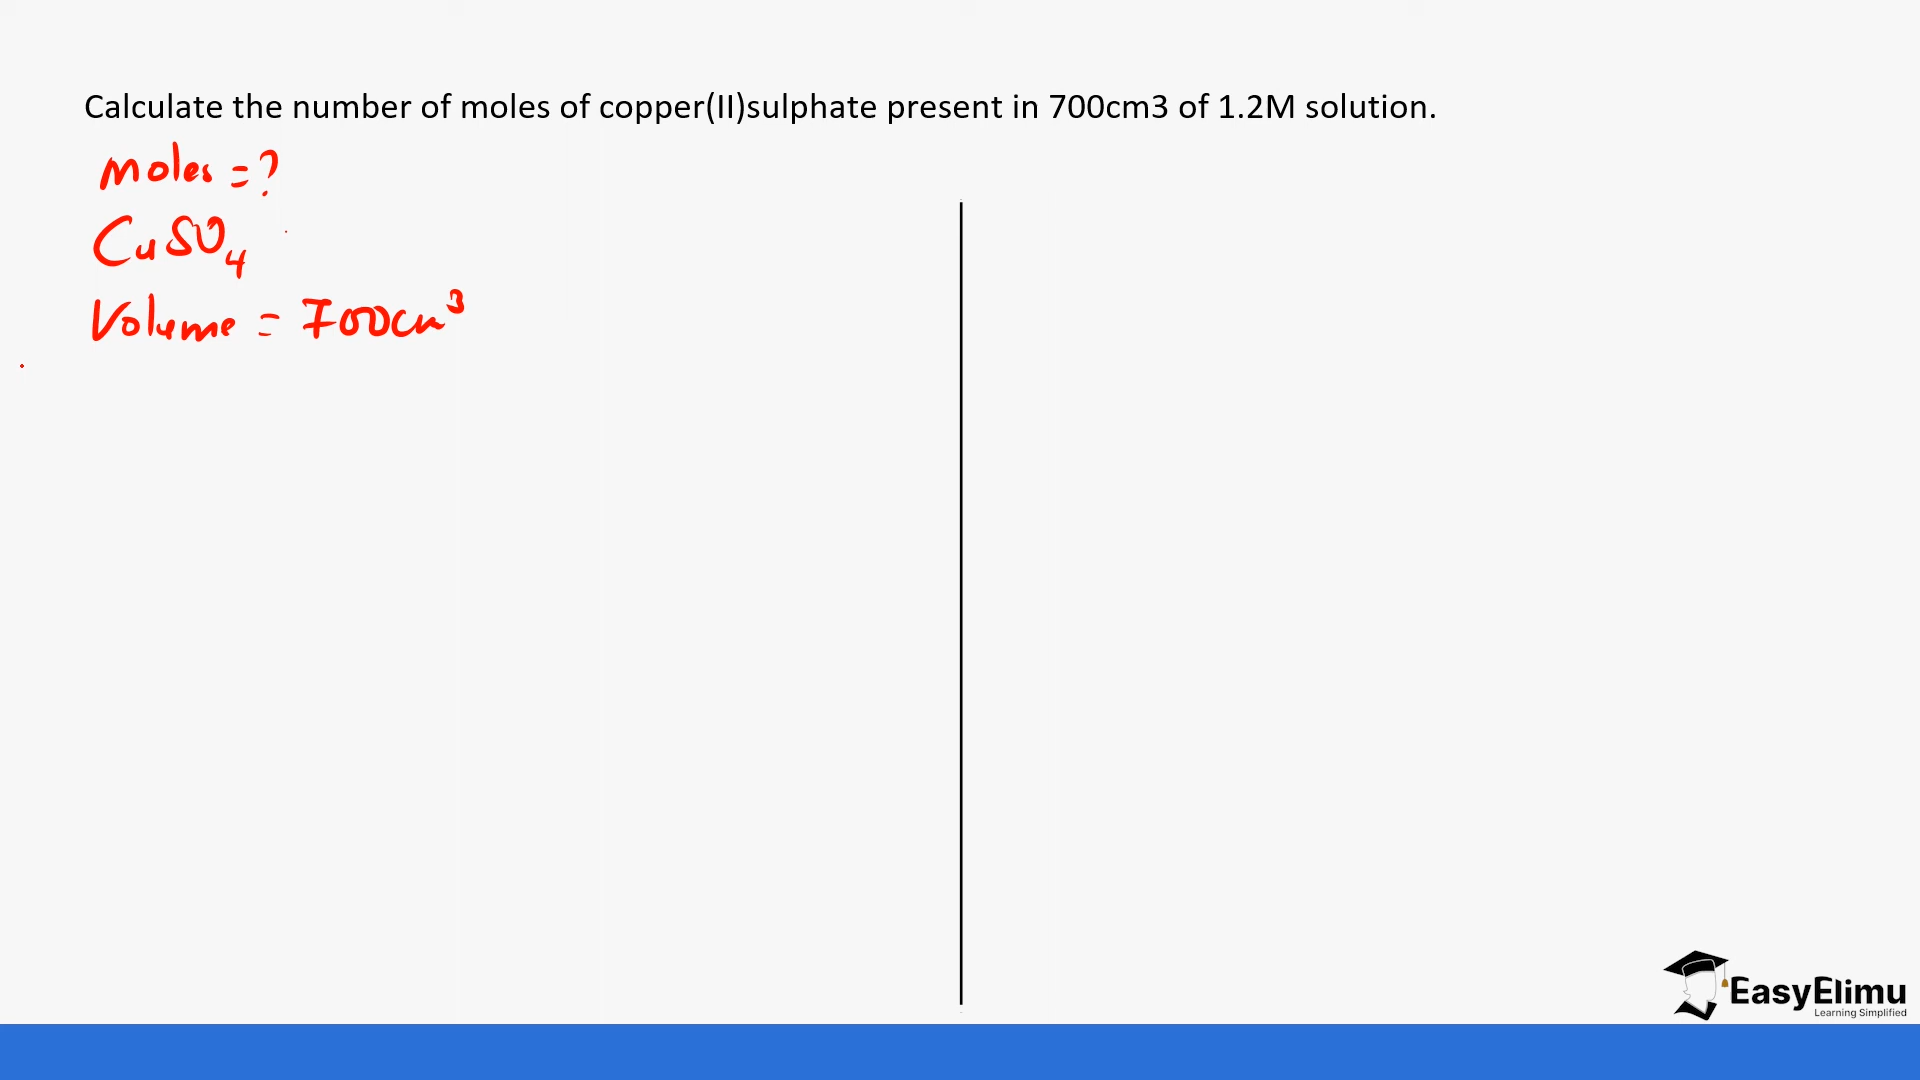 Calculate the number of moles of copper(II)sulphate present in 700cm3 of 1.2M solution.
moles = ?
CuSO₄
Volume = 700cm³
EasyElimu
Learning Simplified